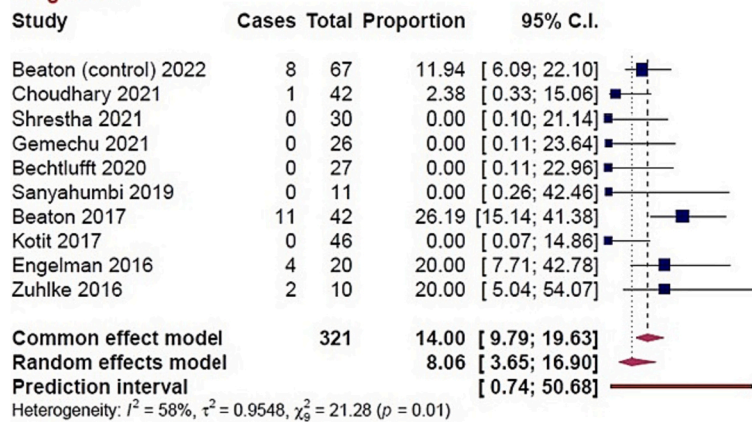 Study Cases Total Proportion 95% C.I.
Beaton (control) 2022 8 67 11.94 [ 6.09; 22.10]
Choudhary 2021 1 42 2.38 [ 0.33; 15.06]
Shrestha 2021 0 30 0.00 [ 0.10; 21.14]
Gemechu 2021 0 26 0.00 [ 0.11; 23.64]
Bechtlufft 2020 0 27 0.00 [ 0.11; 22.96]
Sanyahumbi 2019 0 11 0.00 [ 0.26; 42.46]
Beaton 2017 11 42 26.19 [15.14; 41.38]
Kotit 2017 0 46 0.00 [ 0.07; 14.86]
Engelman 2016 4 20 20.00 [ 7.71; 42.78]
Zuhlke 2016 2 10 20.00 [ 5.04; 54.07]
Common effect model 321 14.00 [ 9.79; 19.63]
Random effects model 8.06 [ 3.65; 16.90]
Prediction interval [ 0.74; 50.68]
Heterogeneity: I² = 58%, τ² = 0.9548, χ²₉ = 21.28 (p = 0.01)